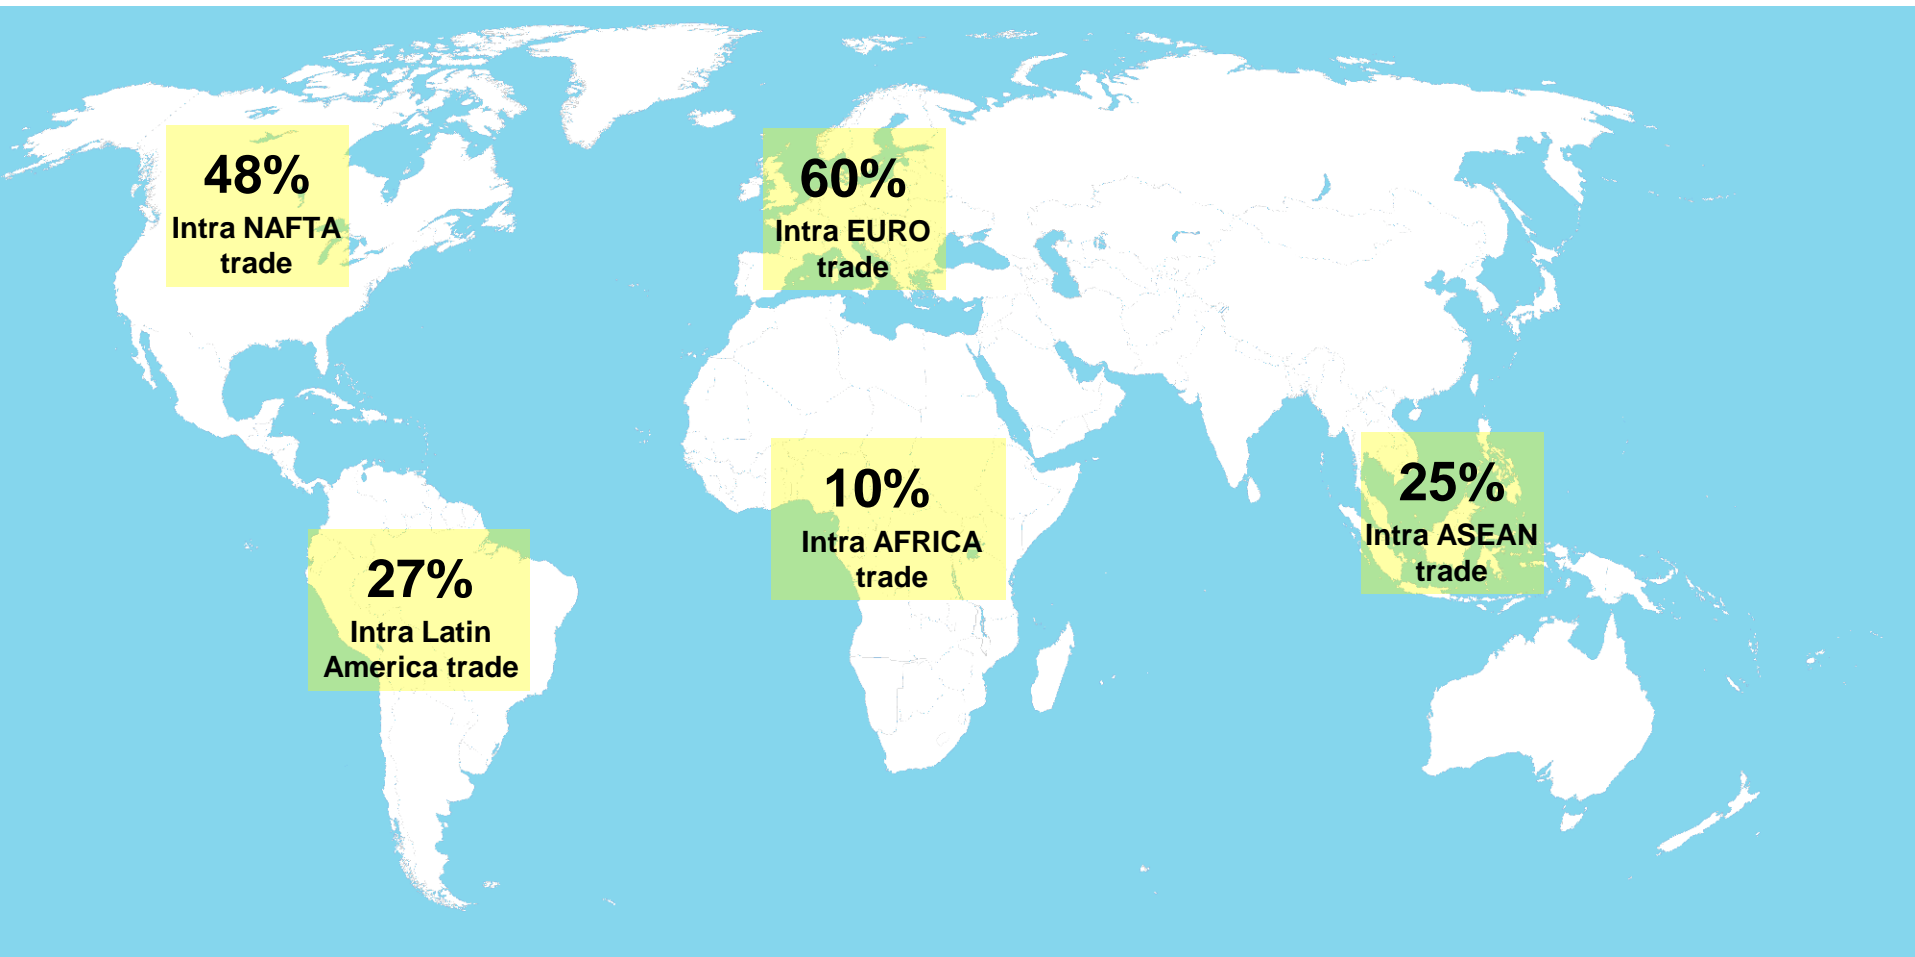 48%
Intra NAFTA
trade
60%
Intra EURO
trade
10%
Intra AFRICA
trade
25%
Intra ASEAN
trade
27%
Intra Latin
America trade